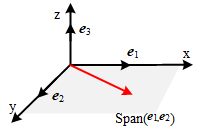 z
e3
e1
x
e2
y
Span(e1,e2)